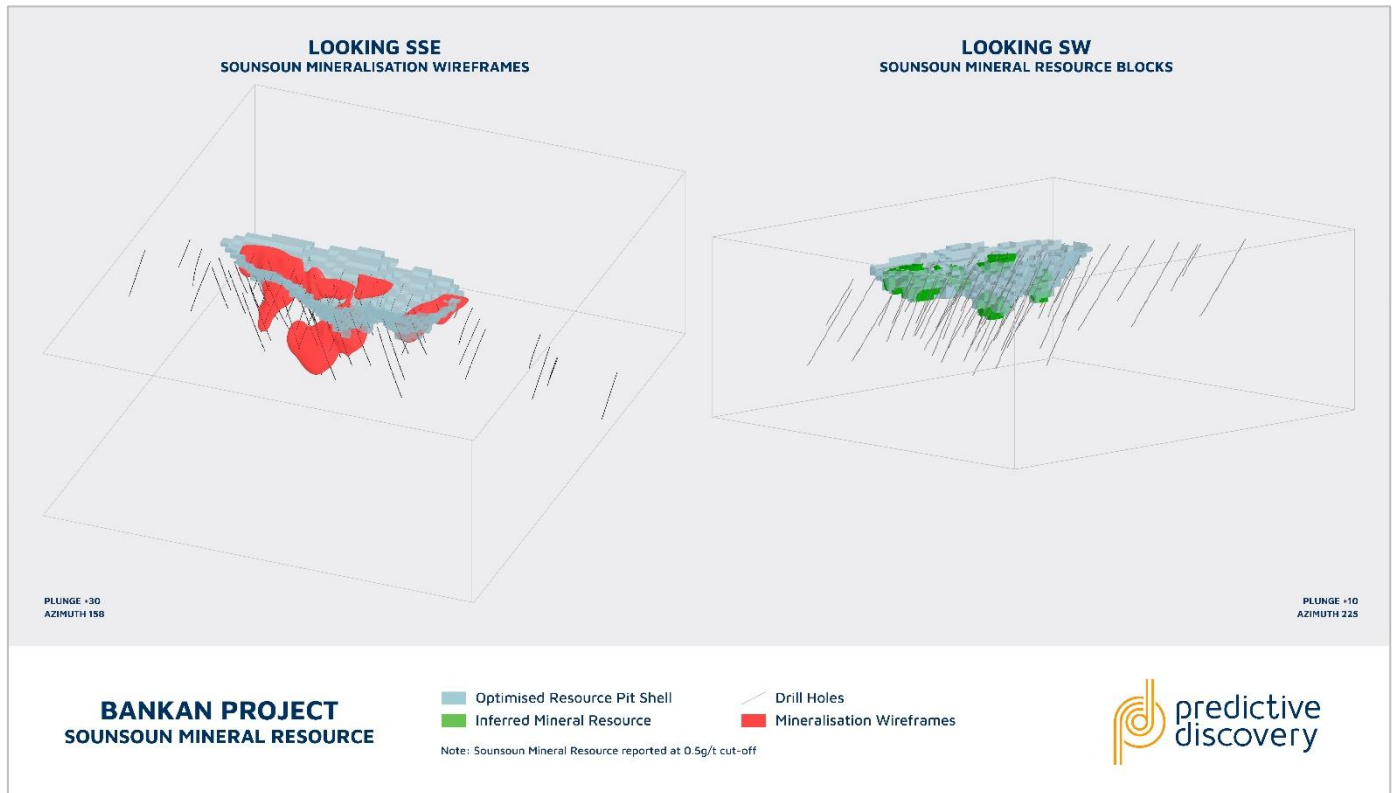 LOOKING SSE
SOUNSOUN MINERALISATION WIREFRAMES
LOOKING SW
SOUNSOUN MINERAL RESOURCE BLOCKS
PLUNGE +30
AZIMUTH 158
PLUNGE +10
AZIMUTH 225
BANKAN PROJECT
SOUNSOUN MINERAL RESOURCE
Optimised Resource Pit Shell
Inferred Mineral Resource
Drill Holes
Mineralisation Wireframes
Note: Sounsoun Mineral Resource reported at 0.5g/t cut-off
predictive
discovery